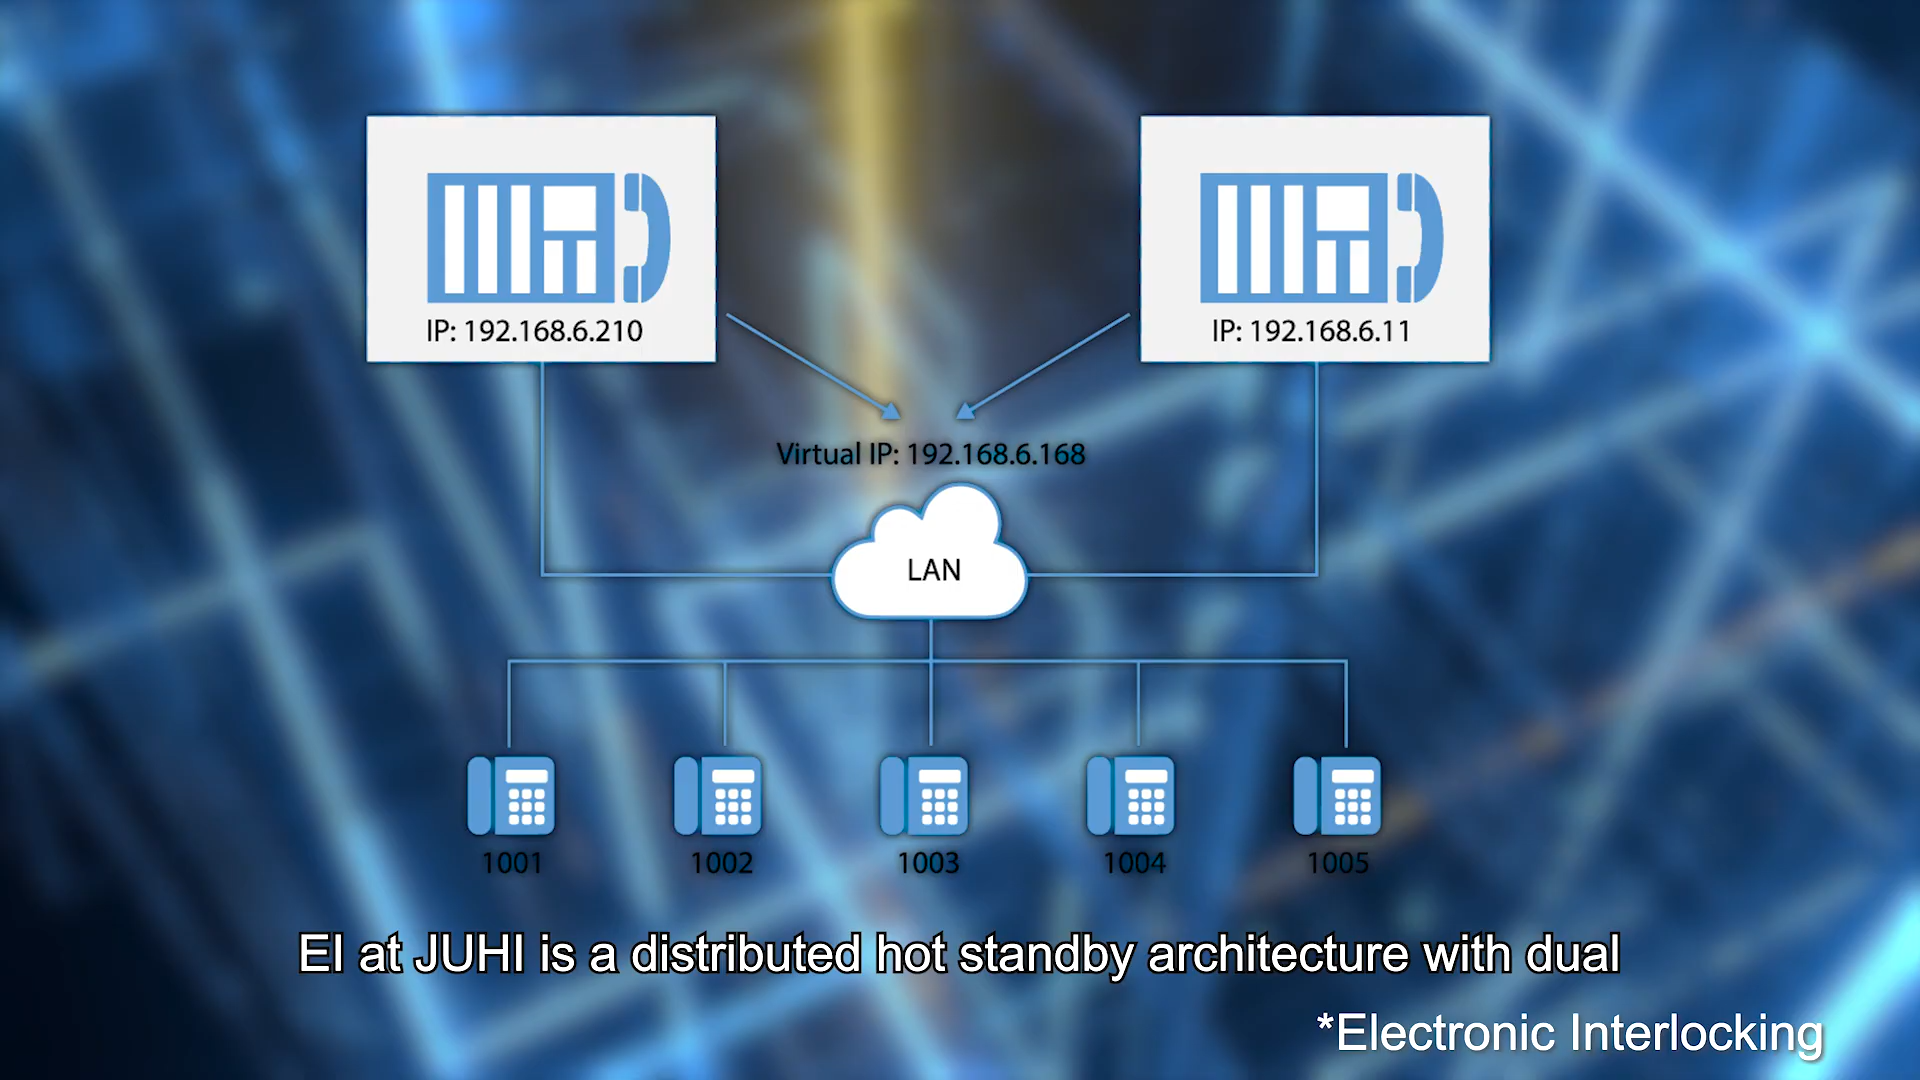 IP: 192.168.6.210
IP: 192.168.6.11
Virtual IP: 192.168.6.168
LAN
1001
1002
1003
1004
1005
EI at JUHI is a distributed hot standby architecture with dual
*Electronic Interlocking